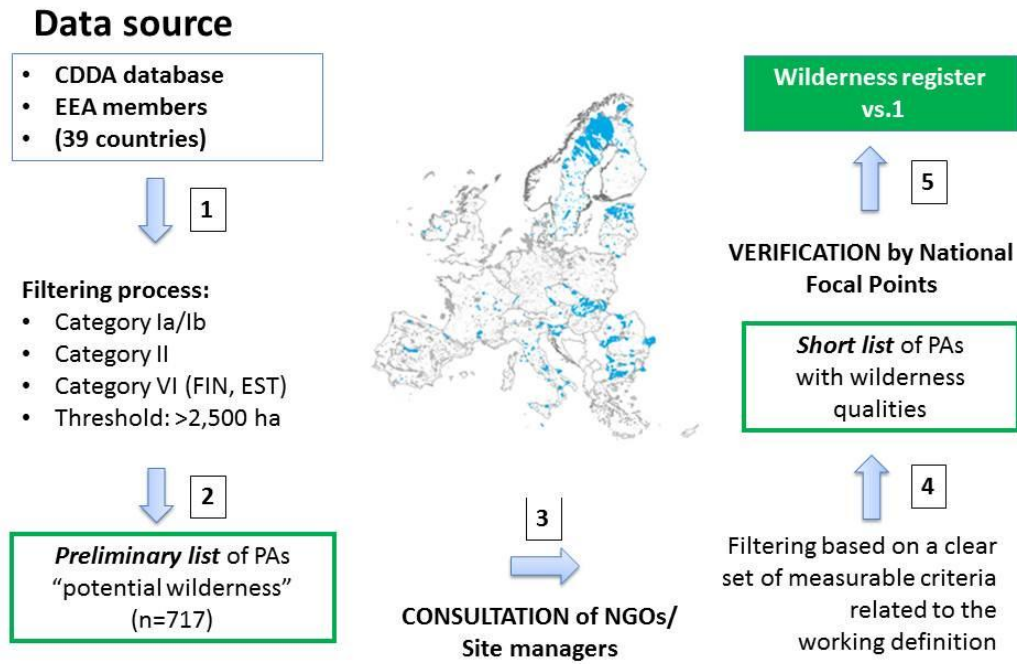 Data source
• CDDA database
• EEA members
• (39 countries)
1
Filtering process:
• Category Ia/Ib
• Category II
• Category VI (FIN, EST)
• Threshold: >2,500 ha
2
Preliminary list of PAs
“potential wilderness”
(n=717)
3
CONSULTATION of NGOs/
Site managers
Filtering based on a clear
set of measurable criteria
related to the
working definition
4
Short list of PAs
with wilderness
qualities
VERIFICATION by National
Focal Points
5
Wilderness register
vs.1